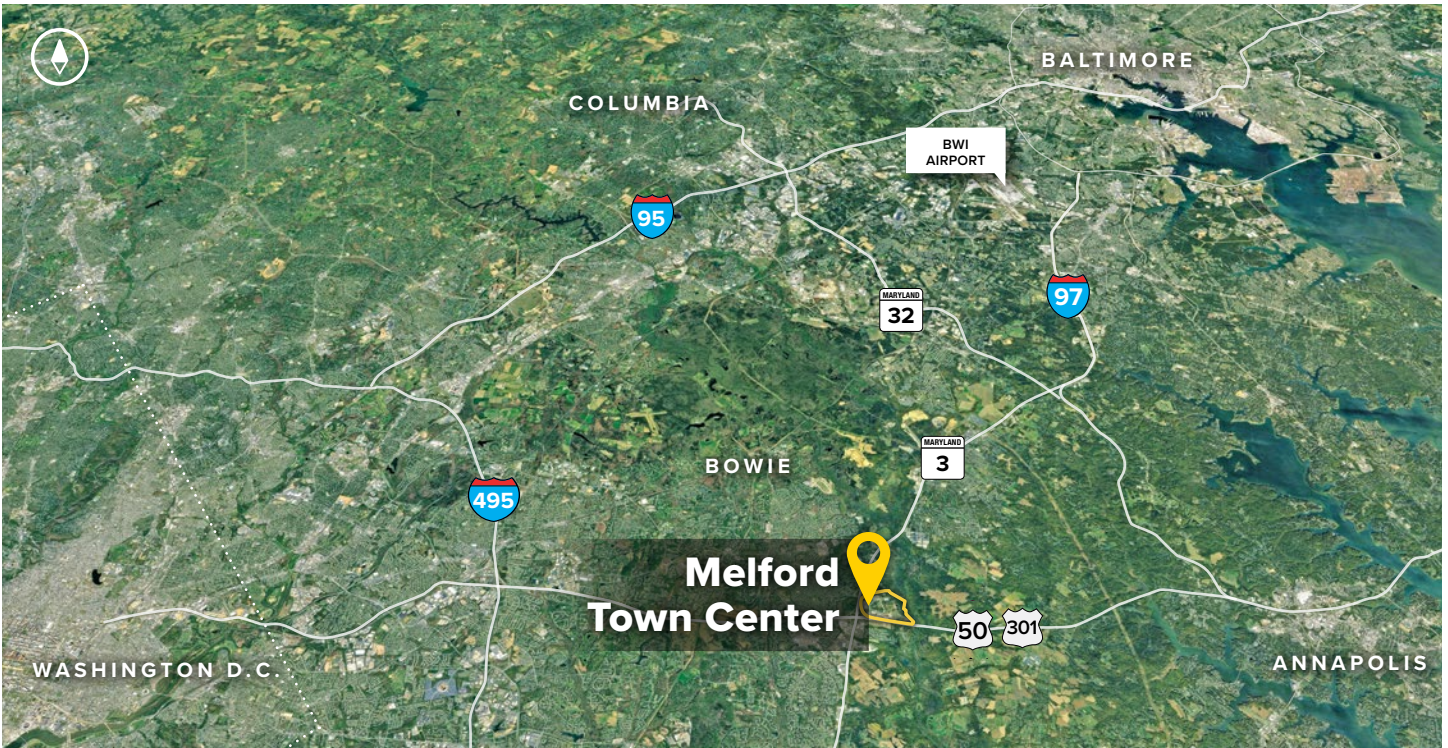 BALTIMORE
COLUMBIA
BWI
AIRPORT
95
97
MARYLAND
32
MARYLAND
3
BOWIE
495
Melford
Town Center
50
301
WASHINGTON D.C.
ANNAPOLIS